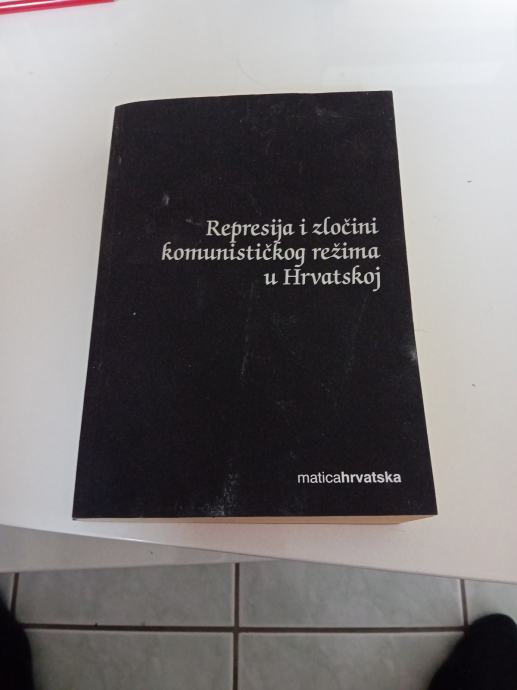 Represija i zločini
komunističkog režima
u Hrvatskoj
maticahrvatska